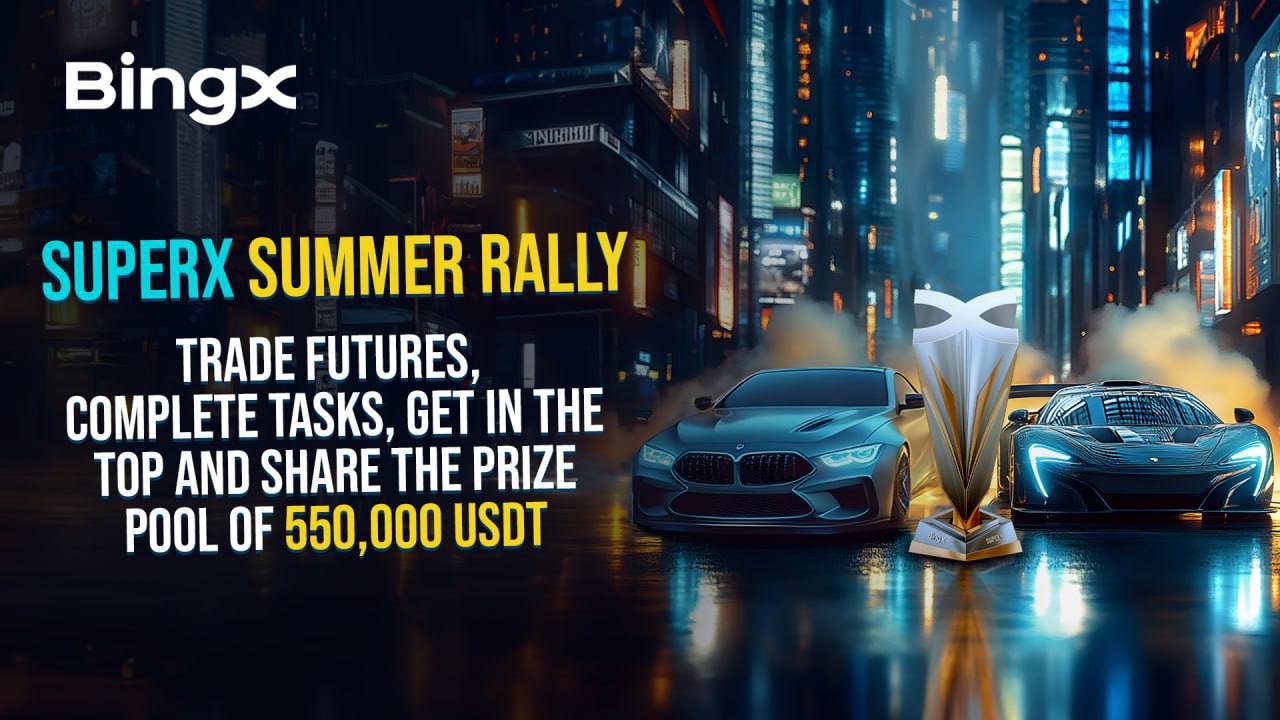 BingX
SUPERX SUMMER RALLY
TRADE FUTURES,
COMPLETE TASKS, GET IN THE
TOP AND SHARE THE PRIZE
POOL OF 550,000 USDT